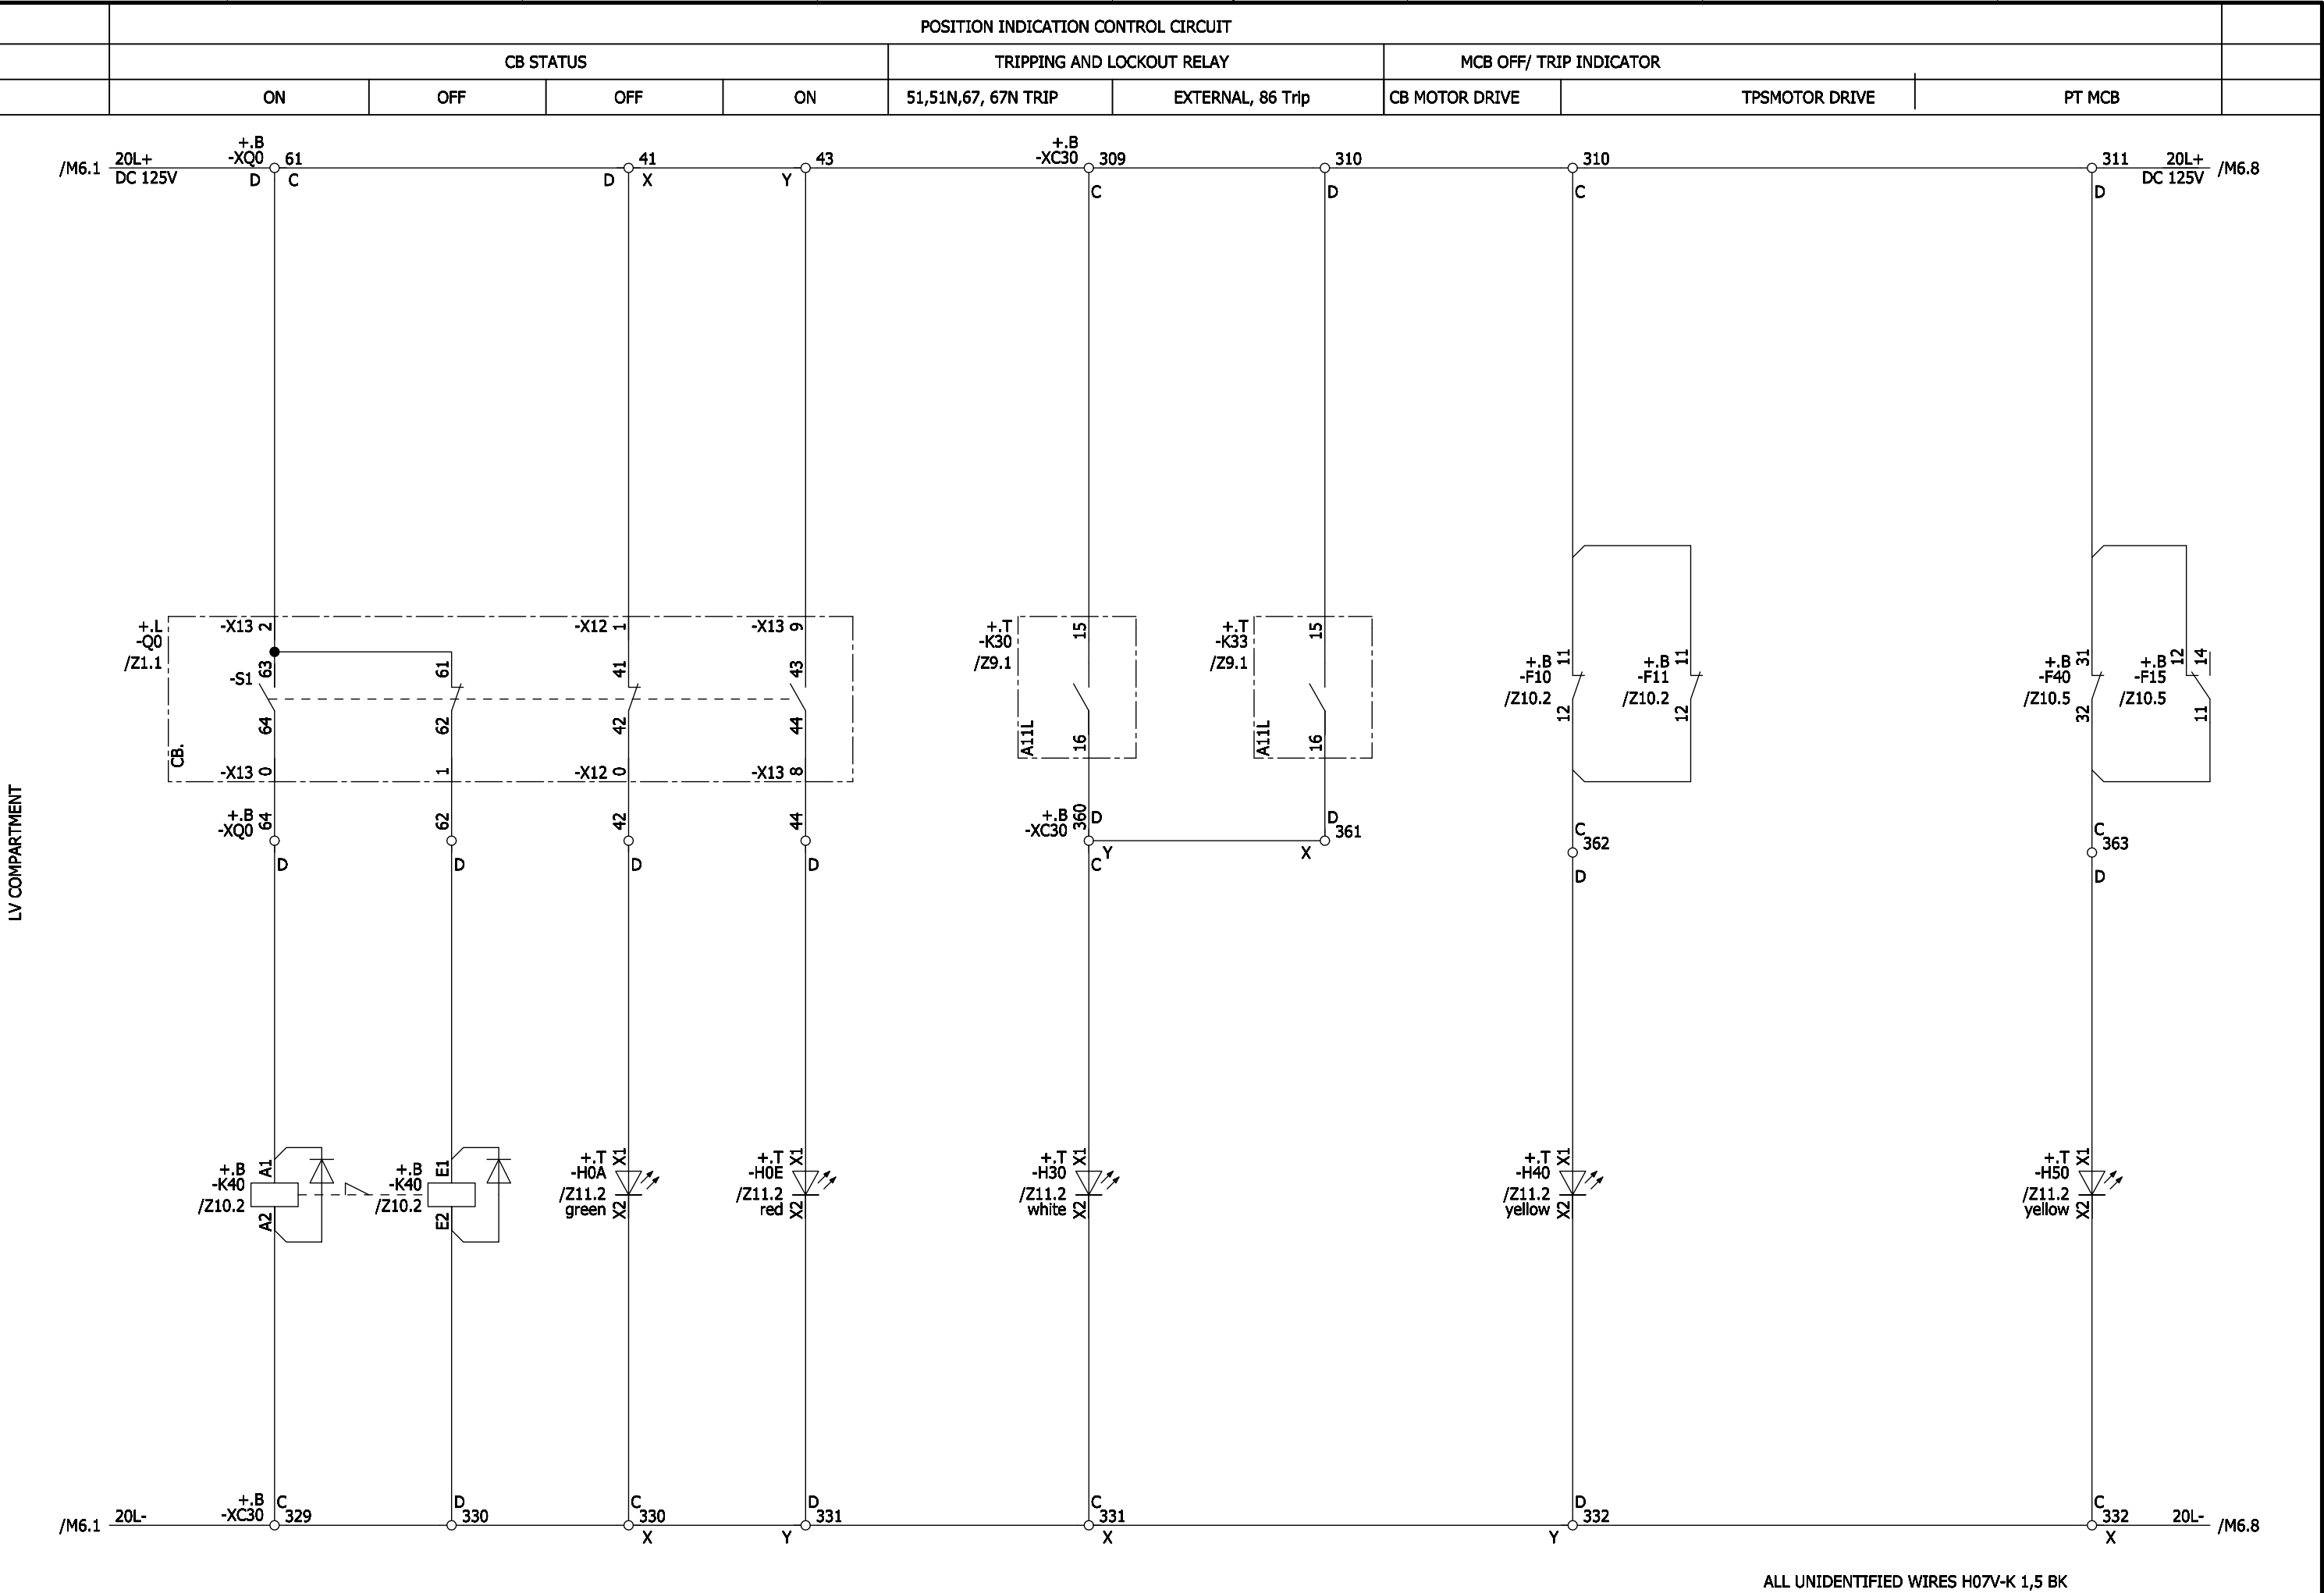 POSITION INDICATION CONTROL CIRCUIT
CB STATUS
TRIPPING AND LOCKOUT RELAY
MCB OFF/ TRIP INDICATOR
ON
OFF
OFF
ON
51,51N,67, 67N TRIP
EXTERNAL, 86 Trip
CB MOTOR DRIVE
TPSMOTOR DRIVE
PT MCB
/M6.1
20L+
DC 125V
+.B
-XQ0
61
D
C
41
D
X
43
Y
+.B
-XC30
309
C
310
D
310
C
311
D
20L+
DC 125V
/M6.8
+.L
-Q0
/Z1.1
CB.
-X13
2
-S1
63
64
-X13
0
61
62
1
-X12
1
41
42
-X12
0
-X13
9
43
44
-X13
8
+.T
-K30
/Z9.1
15
16
A11L
+.T
-K33
/Z9.1
15
16
A11L
+.B
-F10
/Z10.2
11
12
+.B
-F11
/Z10.2
11
12
+.B
-F40
/Z10.5
31
32
+.B
-F15
/Z10.5
12
14
11
LV COMPARTMENT
+.B
-XQ0
64
D
62
D
42
D
44
D
+.B
-XC30
360
D
Y
C
D
361
X
C
362
D
C
363
D
+.B
-K40
/Z10.2
A1
A2
+.B
-K40
/Z10.2
E1
E2
+.T
-H0A
/Z11.2
green
X1
X2
+.T
-H0E
/Z11.2
red
X1
X2
+.T
-H30
/Z11.2
white
X1
X2
+.T
-H40
/Z11.2
yellow
X1
X2
+.T
-H50
/Z11.2
yellow
X1
X2
/M6.1
20L-
+.B
-XC30
C
329
D
330
C
330
X
D
331
Y
C
331
X
D
332
Y
C
332
X
20L-
/M6.8
ALL UNIDENTIFIED WIRES H07V-K 1,5 BK